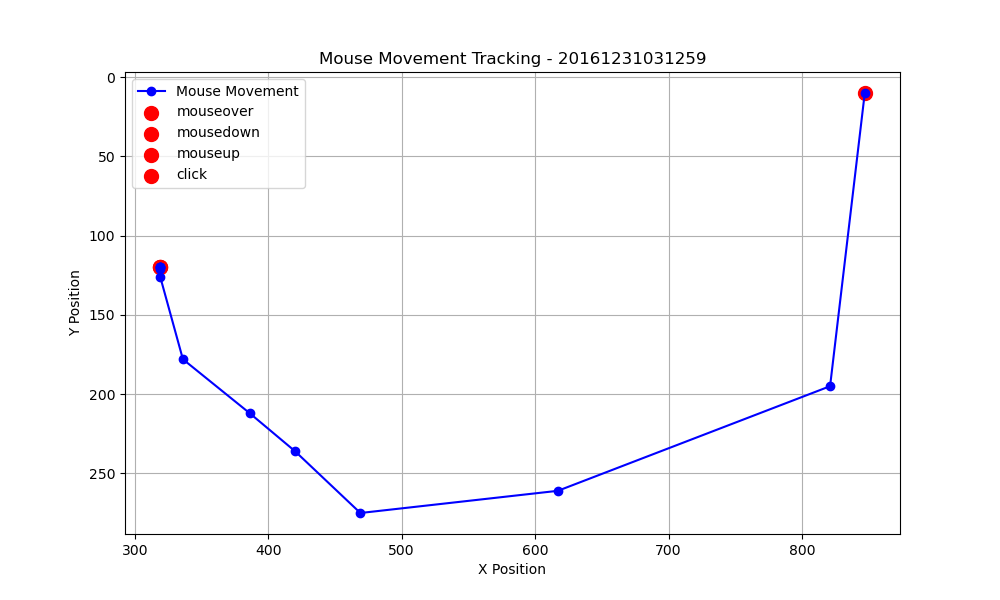 Mouse Movement Tracking - 20161231031259
Mouse Movement
mouseover
mousedown
mouseup
click
0
50
100
150
200
250
Y Position
300 400 500 600 700 800
X Position